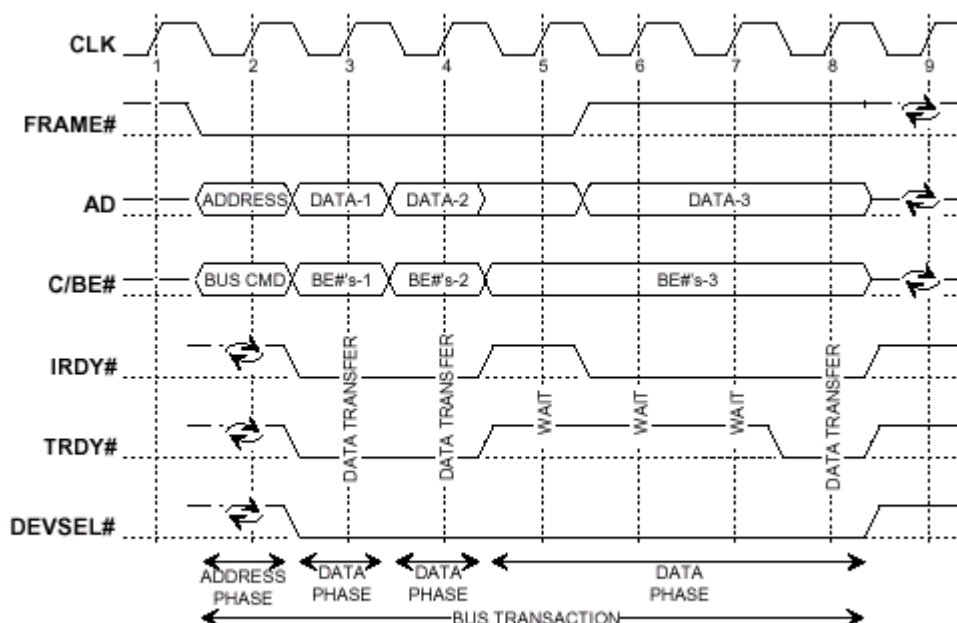 CLK
1 2 3 4 5 6 7 8 9
FRAME#
AD ADDRESS DATA-1 DATA-2 DATA-3
C/BE# BUS CMD BE#'s-1 BE#'s-2 BE#'s-3
IRDY#
TRDY#
DATA TRANSFER
DATA TRANSFER
WAIT
WAIT
WAIT
DATA TRANSFER
DEVSEL#
ADDRESS
PHASE
DATA
PHASE
DATA
PHASE
DATA
PHASE
BUS TRANSACTION